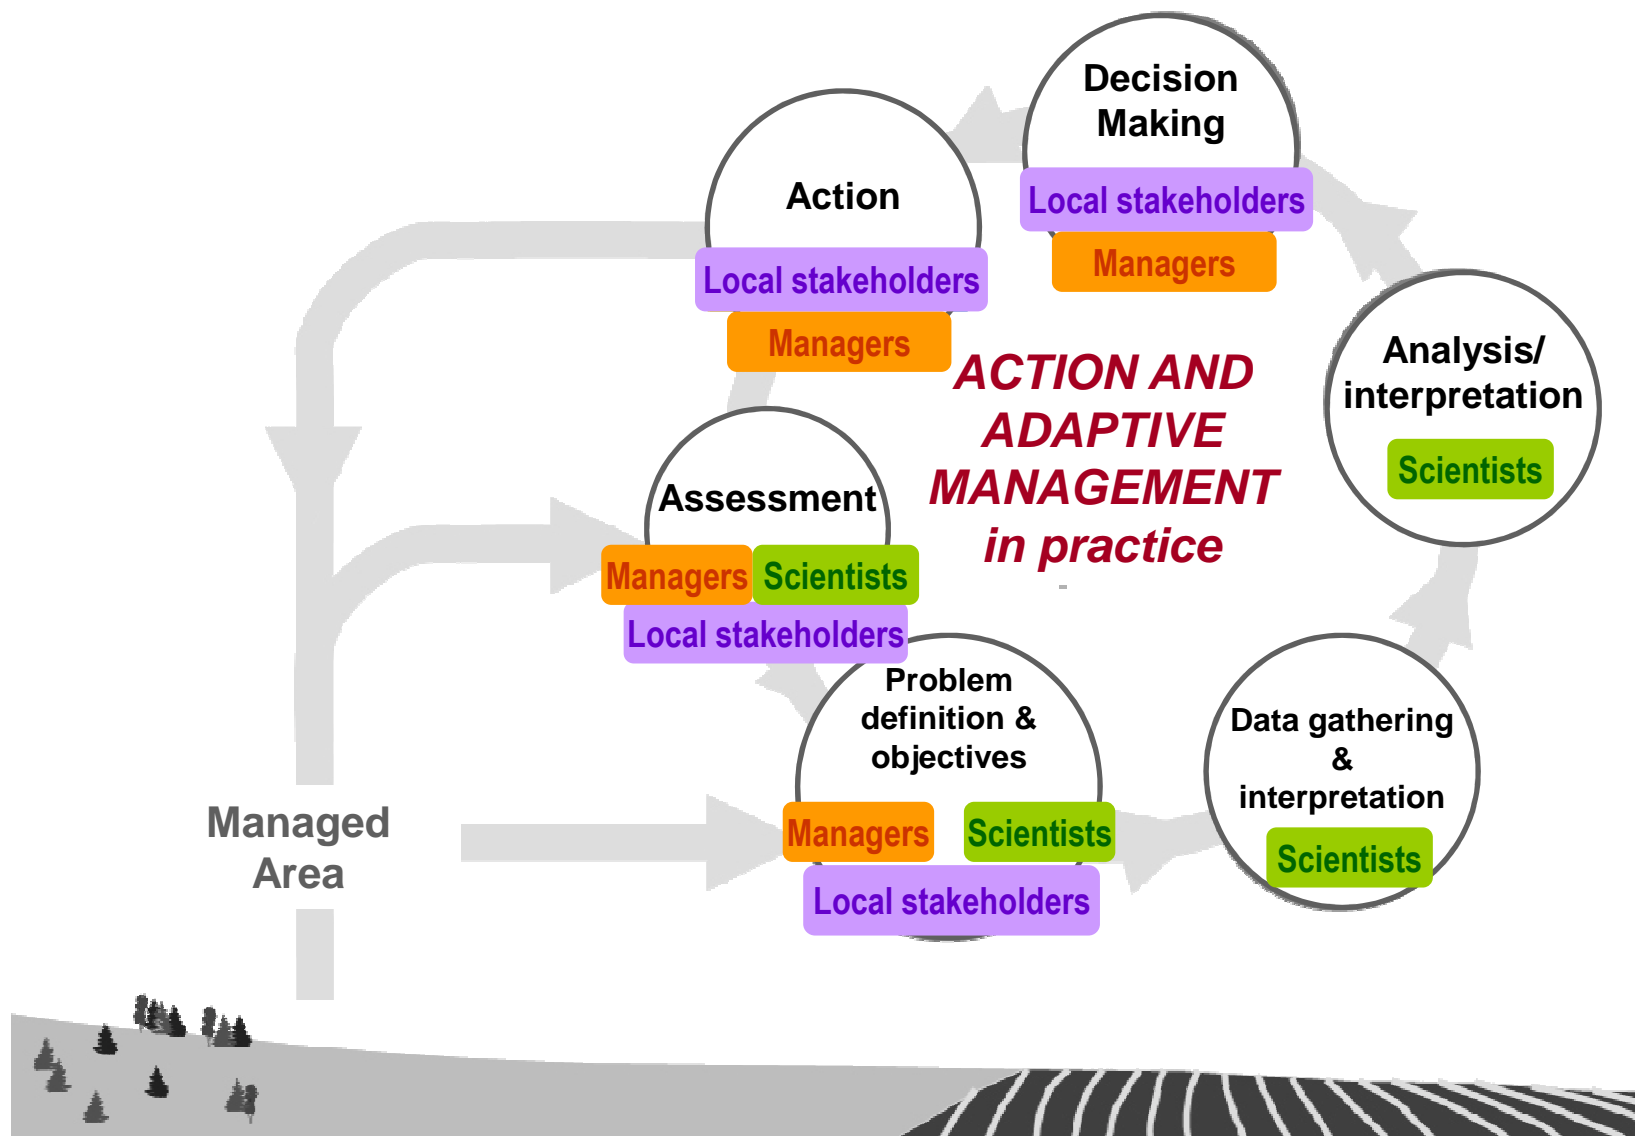 Decision
Making
Local stakeholders
Managers
Action
Local stakeholders
Managers
ACTION AND
ADAPTIVE
MANAGEMENT
in practice
-
Analysis/
interpretation
Scientists
Assessment
Managers Scientists
Local stakeholders
Problem
definition &
objectives
Managers Scientists
Local stakeholders
Data gathering
&
interpretation
Scientists
Managed
Area